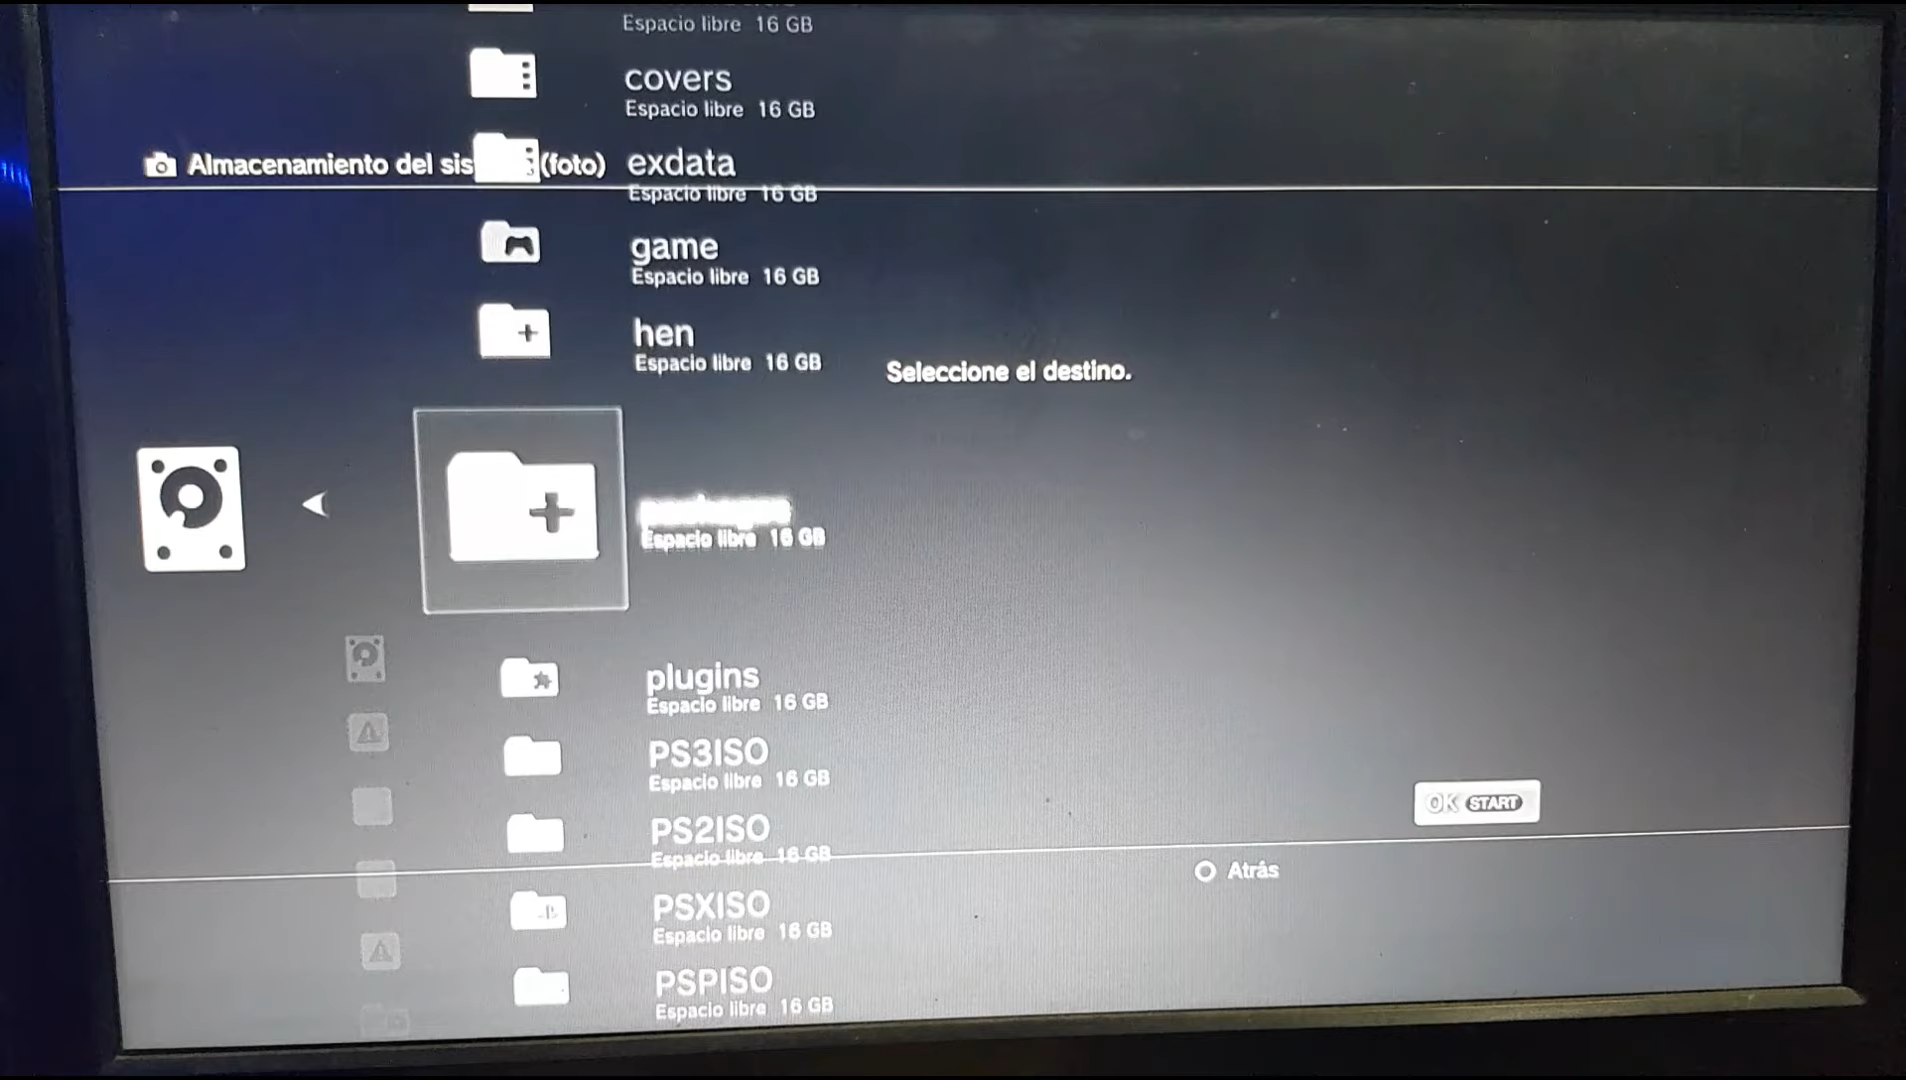 Espacio libre 16 GB
covers
Espacio libre 16 GB
Almacenamiento del sis (foto)
exdata
Espacio libre 16 GB
game
Espacio libre 16 GB
hen
Espacio libre 16 GB
Seleccione el destino.
Espacio libre 16 GB
plugins
Espacio libre 16 GB
PS3ISO
Espacio libre 16 GB
OK START
PS2ISO
Espacio libre 16 GB
Atrás
PSXISO
Espacio libre 16 GB
PSPISO
Espacio libre 16 GB